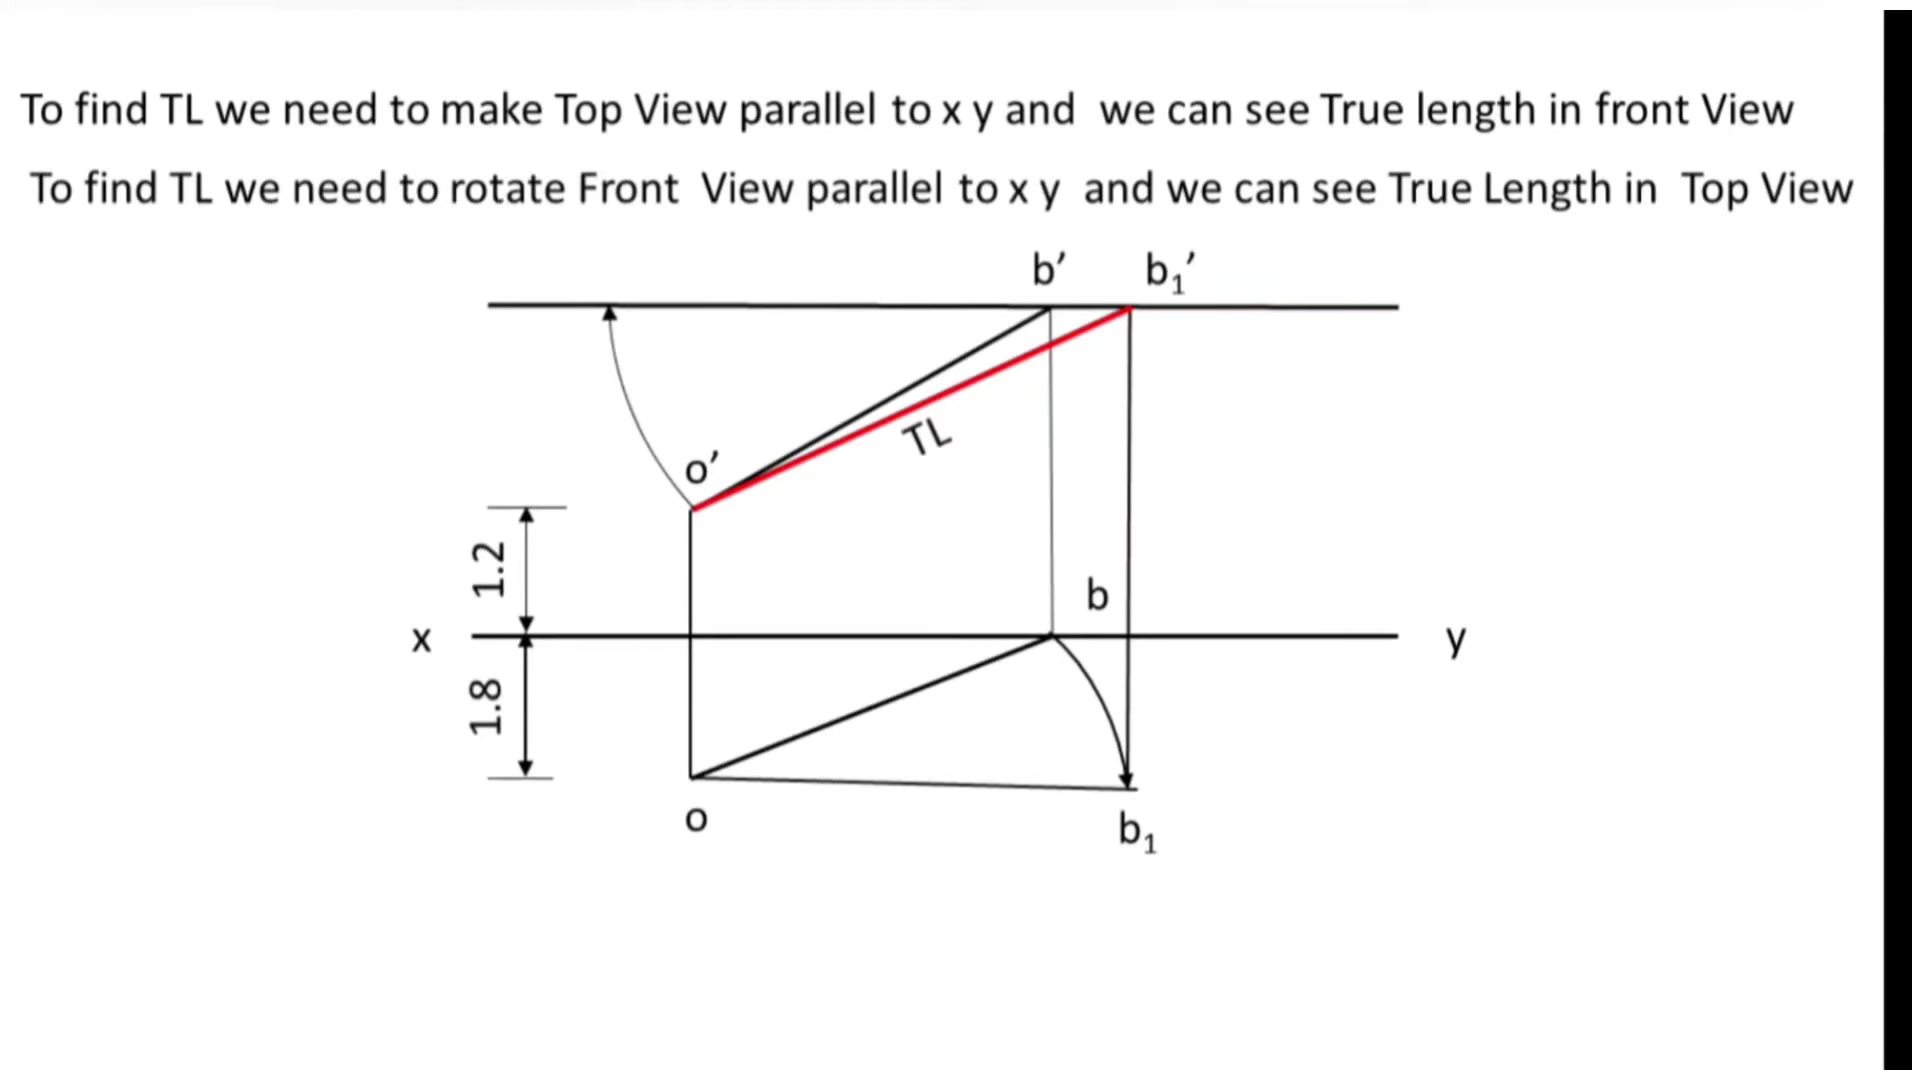 To find TL we need to make Top View parallel to x y and we can see True length in front View
To find TL we need to rotate Front View parallel to x y and we can see True Length in Top View
b′ b₁′
TL
o′
1.2
b
x y
1.8
o
b₁